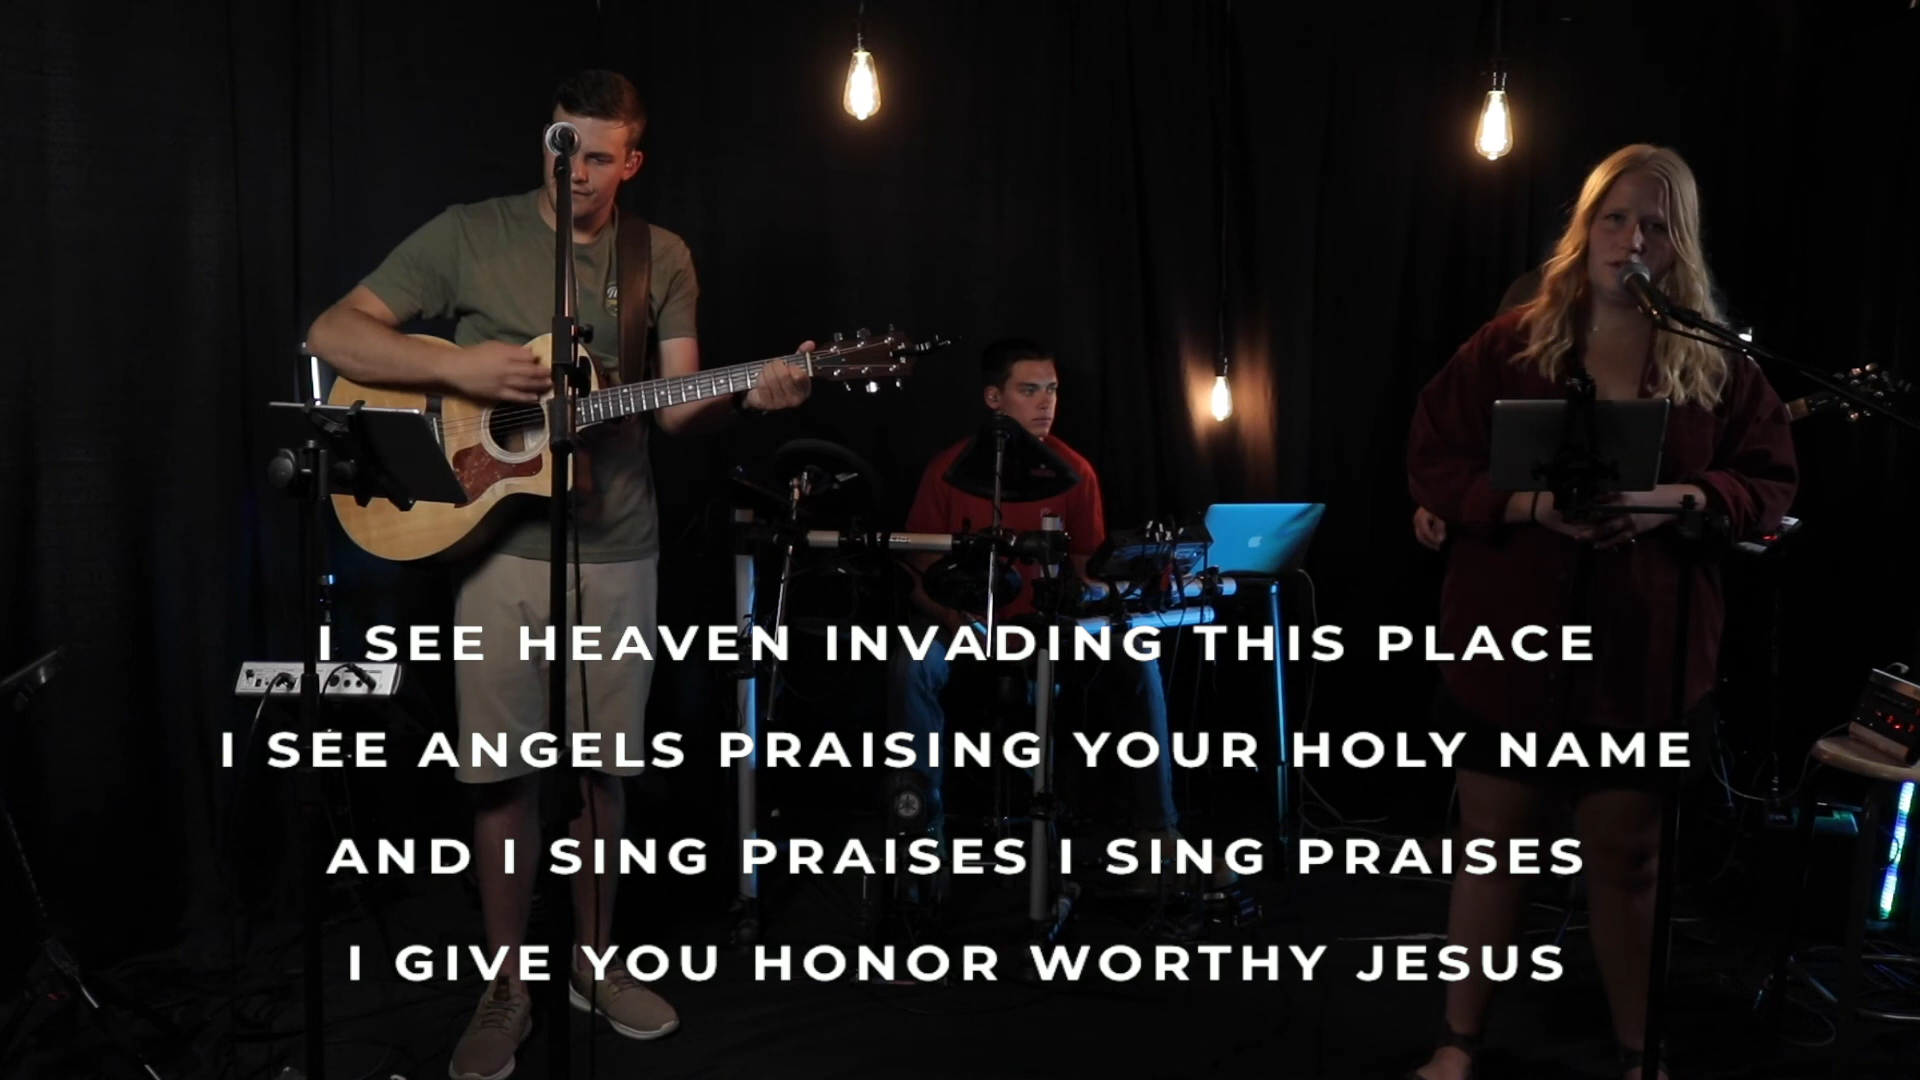 I SEE HEAVEN INVADING THIS PLACE
I SEE ANGELS PRAISING YOUR HOLY NAME
AND I SING PRAISES I SING PRAISES
I GIVE YOU HONOR WORTHY JESUS